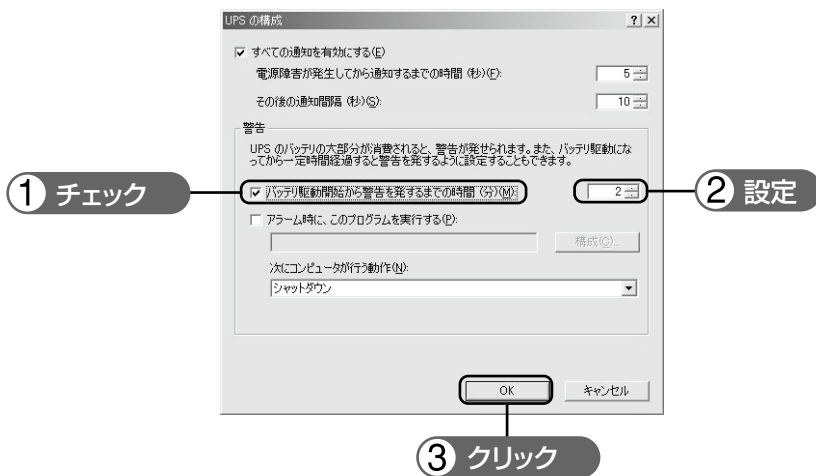 UPS の構成
すべての通知を有効にする(E)
電源障害が発生してから通知するまでの時間 (秒)(F):
5
その後の通知間隔 (秒)(S):
10
警告
UPS のバッテリの大部分が消費されると、警告が発せられます。また、バッテリ駆動にな
ってから一定時間経過すると警告を発するように設定することもできます。
① チェック
バッテリ駆動開始から警告を発するまでの時間 (分)(M):
2
② 設定
アラーム時に、このプログラムを実行する(P):
構成(C)...
次にコンピュータが行う動作(N):
シャットダウン
OK
キャンセル
③ クリック